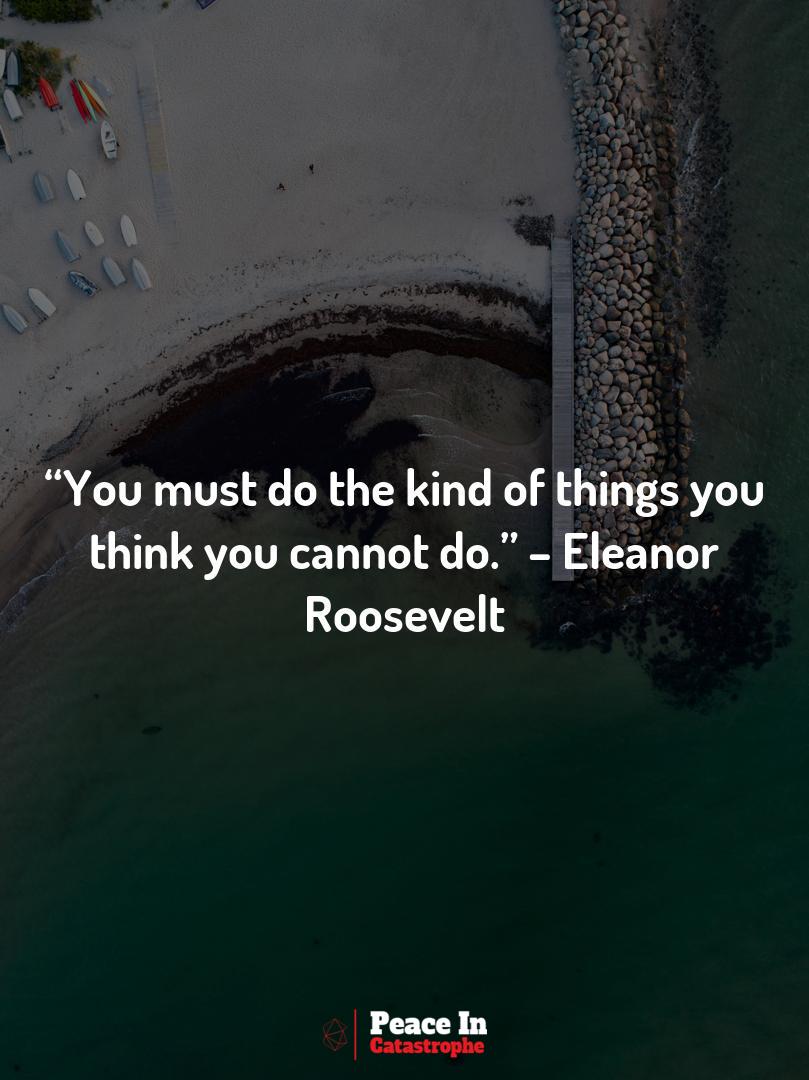 “You must do the kind of things you
think you cannot do.” – Eleanor
Roosevelt
Peace In
Catastrophe